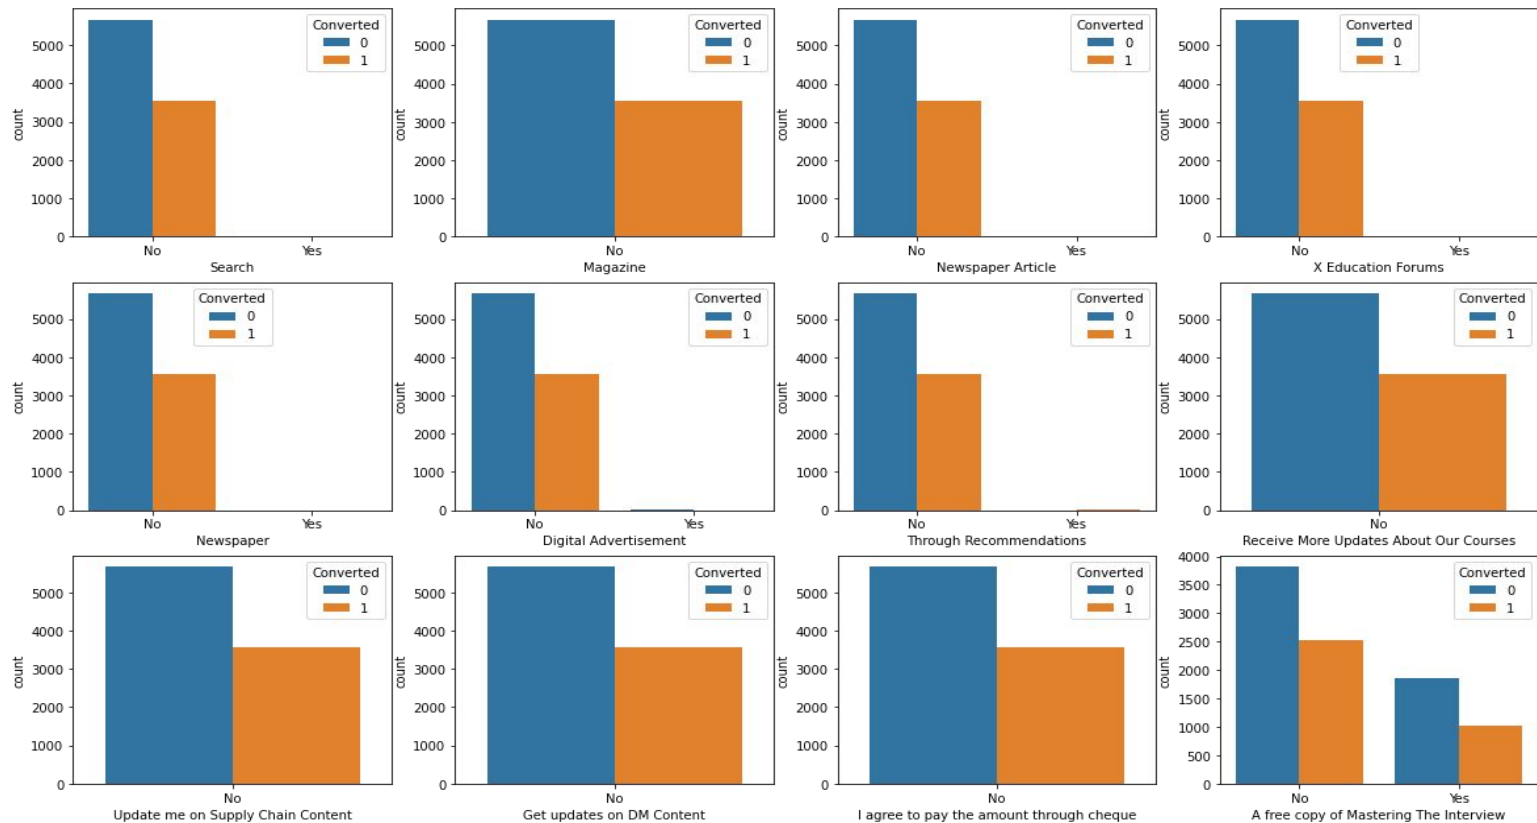 Converted
0
1
5000
4000
3000
2000
1000
0
count
No Yes
Search
Converted
0
1
5000
4000
3000
2000
1000
0
count
No
Magazine
Converted
0
1
5000
4000
3000
2000
1000
0
count
No Yes
Newspaper Article
Converted
0
1
5000
4000
3000
2000
1000
0
count
No Yes
X Education Forums
Converted
0
1
5000
4000
3000
2000
1000
0
count
No Yes
Newspaper
Converted
0
1
5000
4000
3000
2000
1000
0
count
No Yes
Digital Advertisement
Converted
0
1
5000
4000
3000
2000
1000
0
count
No Yes
Through Recommendations
Converted
0
1
5000
4000
3000
2000
1000
0
count
No
Receive More Updates About Our Courses
Converted
0
1
5000
4000
3000
2000
1000
0
count
No
Update me on Supply Chain Content
Converted
0
1
5000
4000
3000
2000
1000
0
count
No
Get updates on DM Content
Converted
0
1
5000
4000
3000
2000
1000
0
count
No
I agree to pay the amount through cheque
Converted
0
1
4000
3500
3000
2500
2000
1500
1000
500
0
count
No Yes
A free copy of Mastering The Interview